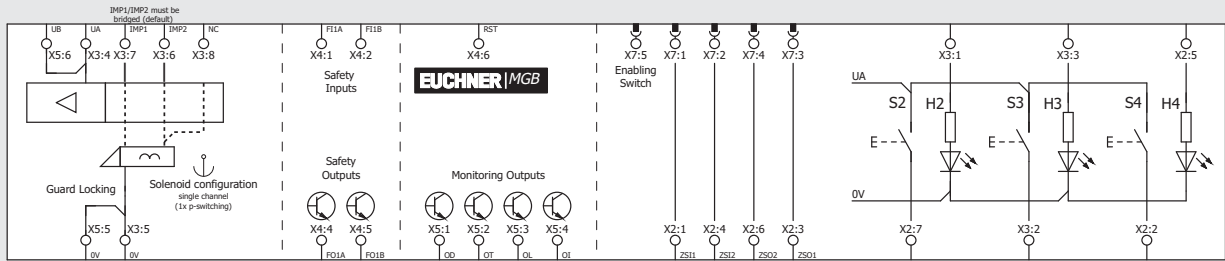 IMP1/IMP2 must be
bridged (default)
UB UA IMP1 IMP2 NC FI1A FI1B RST
X5:6 X3:4 X3:7 X3:6 X3:8 X4:1 X4:2 X4:6 X7:5 X7:1 X7:2 X7:4 X7:3 X3:1 X3:3 X2:5
Safety
Inputs
EUCHNER MGB
Enabling
Switch
UA
S2 H2 S3 H3 S4 H4
E E E
Guard Locking
Solenoid configuration
single channel
(1x p-switching)
Safety
Outputs
Monitoring Outputs
0V
X5:5 X3:5 X4:4 X4:5 X5:1 X5:2 X5:3 X5:4 X2:1 X2:4 X2:6 X2:3 X2:7 X3:2 X2:2
0V 0V FO1A FO1B OD OT OL OI ZSI1 ZSI2 ZSO2 ZSO1